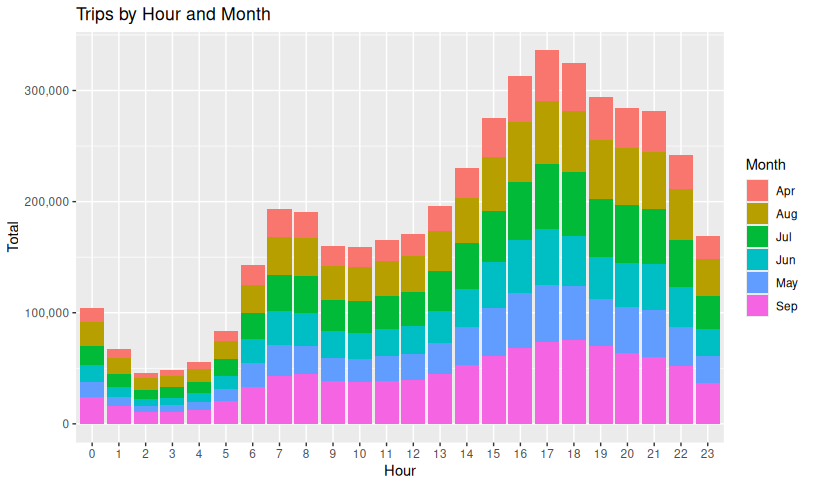 Trips by Hour and Month
Total
300,000
200,000
100,000
0
0 1 2 3 4 5 6 7 8 9 10 11 12 13 14 15 16 17 18 19 20 21 22 23
Hour
Month
Apr
Aug
Jul
Jun
May
Sep